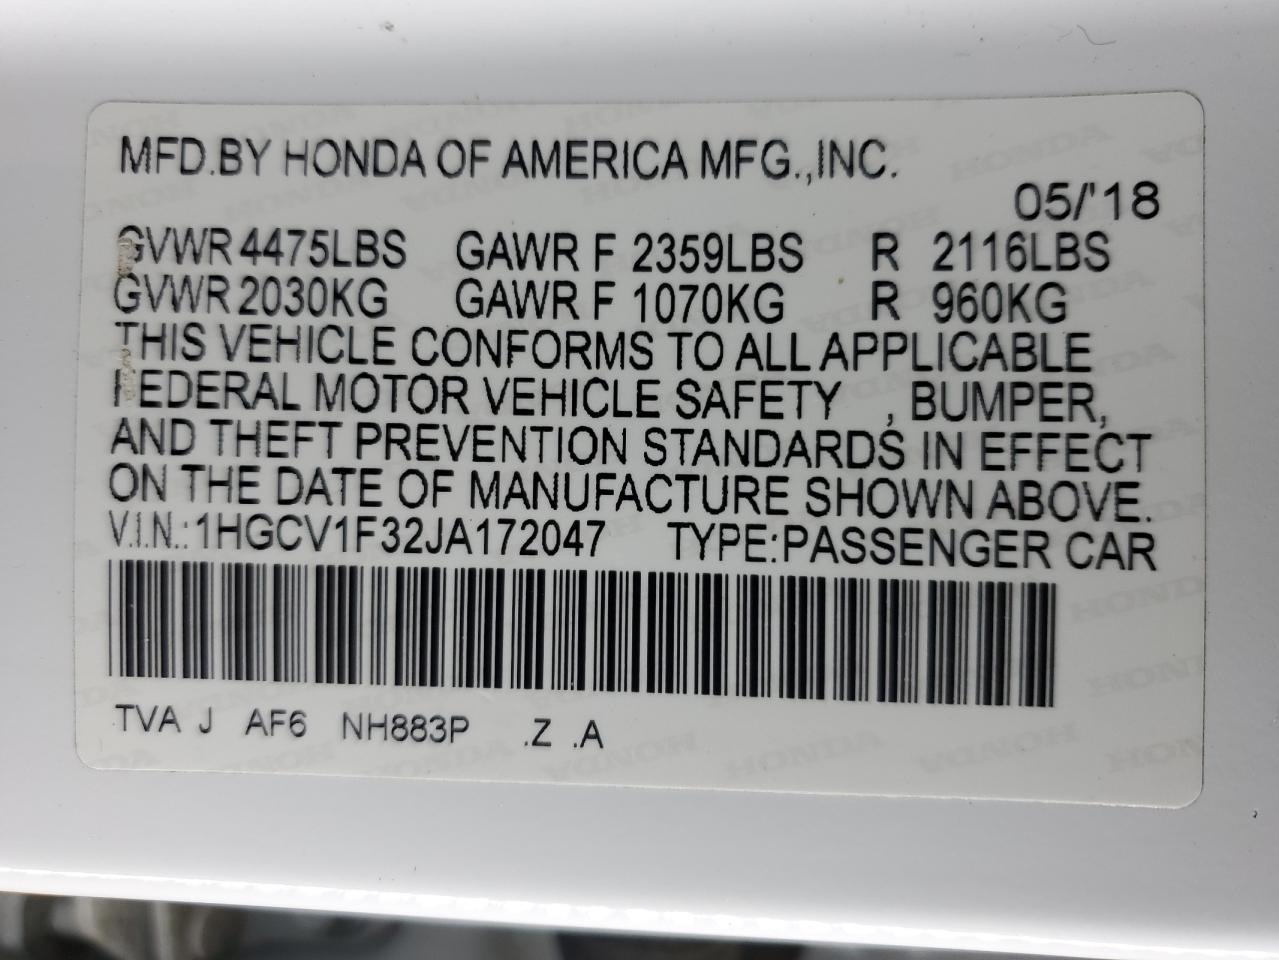 MFD.BY HONDA OF AMERICA MFG.,INC.
05/'18
GVWR 4475LBS GAWR F 2359LBS R 2116LBS
GVWR 2030KG GAWR F 1070KG R 960KG
THIS VEHICLE CONFORMS TO ALL APPLICABLE
FEDERAL MOTOR VEHICLE SAFETY , BUMPER,
AND THEFT PREVENTION STANDARDS IN EFFECT
ON THE DATE OF MANUFACTURE SHOWN ABOVE.
V.I.N.:1HGCV1F32JA172047 TYPE:PASSENGER CAR
TVA J AF6 NH883P .Z .A